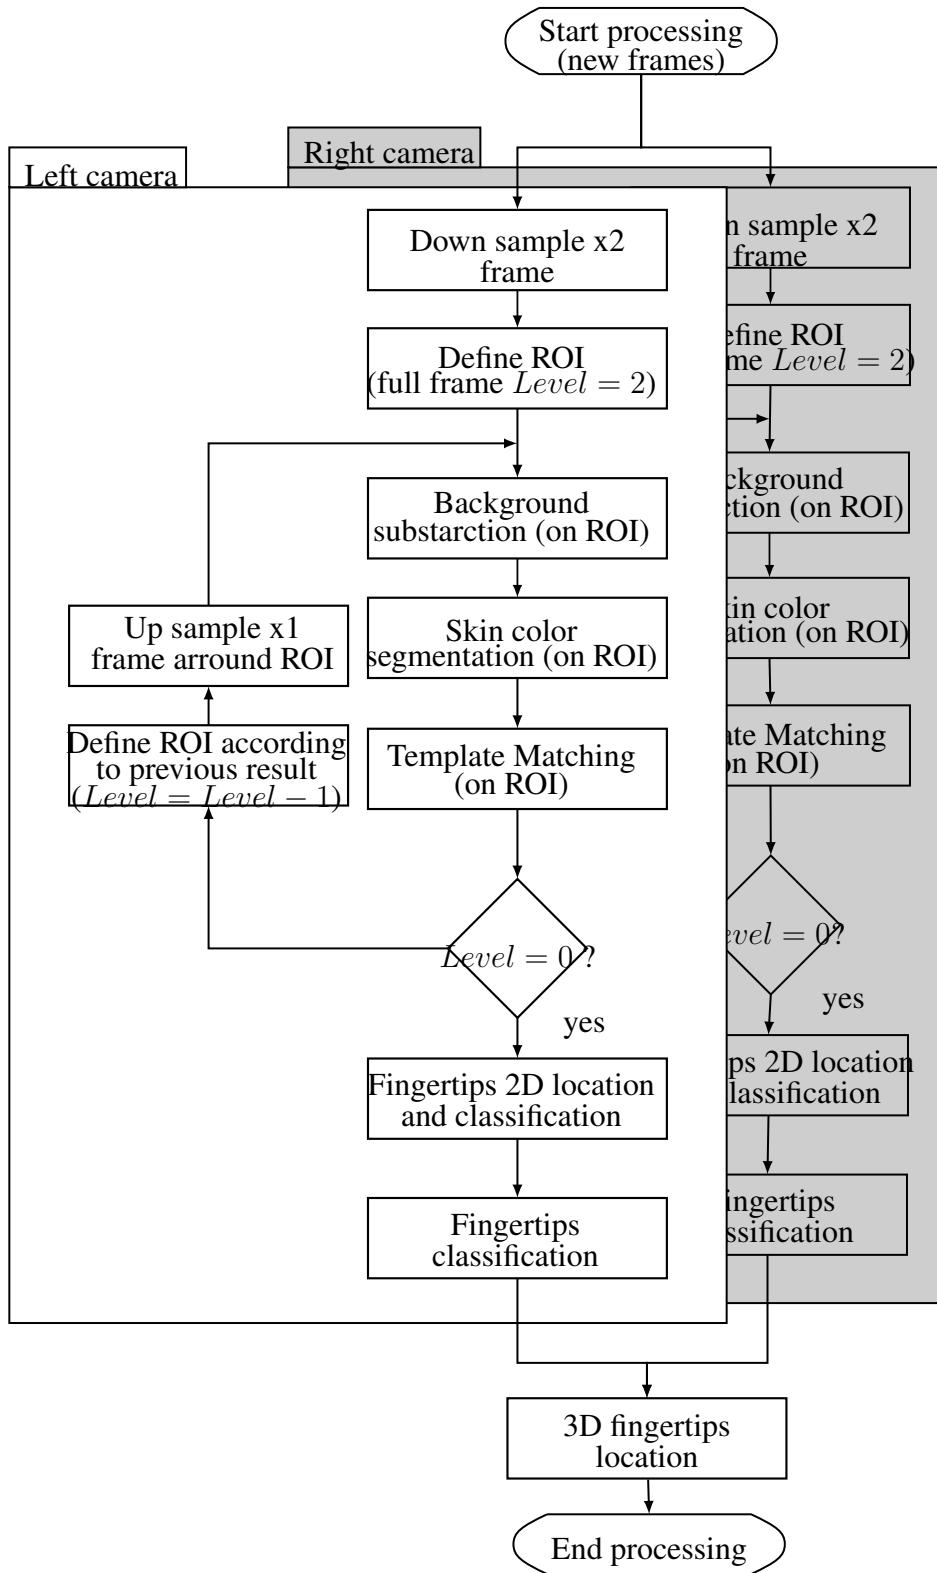 Start processing
(new frames)
Right camera
Left camera
Down sample x2
frame
Define ROI
(full frame Level = 2)
Background
substarction (on ROI)
Skin color
segmentation (on ROI)
Up sample x1
frame arround ROI
Define ROI according
to previous result
(Level = Level − 1)
Template Matching
(on ROI)
Level = 0 ?
yes
Fingertips 2D location
and classification
Fingertips
classification
sample x2
frame
efine ROI
me Level = 2)
ckground
ction (on ROI)
kin color
ation (on ROI)
ate Matching
on ROI)
evel = 0?
yes
ps 2D location
lassification
ingertips
ssification
3D fingertips
location
End processing